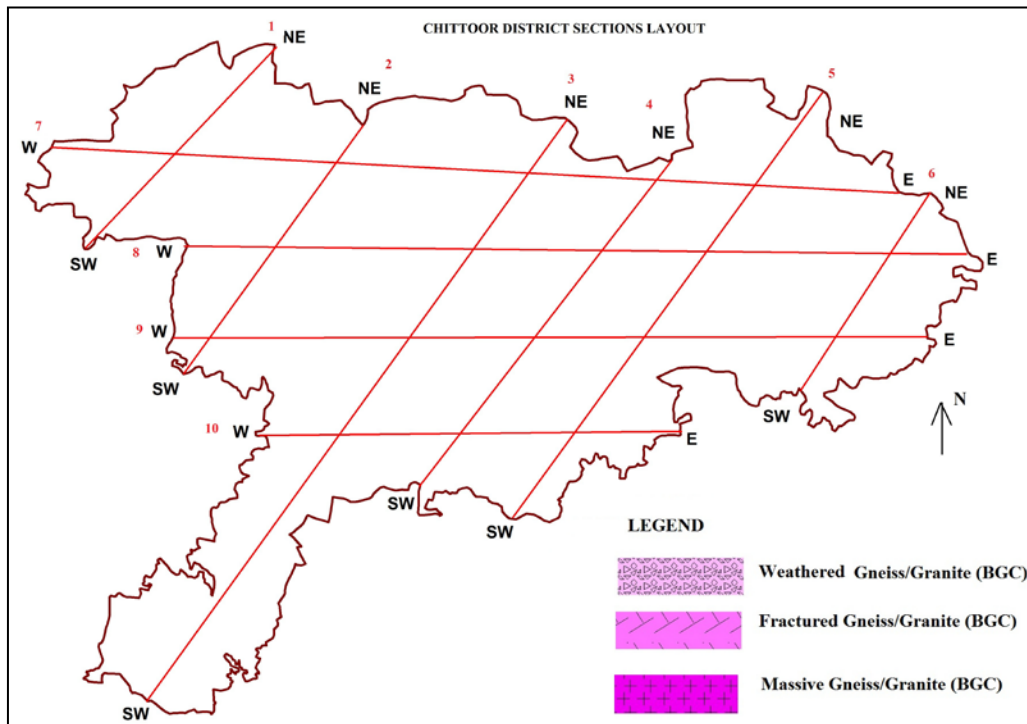 CHITTOOR DISTRICT SECTIONS LAYOUT
1
NE
2
NE
3
NE
4
NE
5
NE
7
W
E
6
NE
SW
8
W
E
9
W
E
SW
SW
10
W
E
N
SW
SW
SW
LEGEND
Weathered Gneiss/Granite (BGC)
Fractured Gneiss/Granite (BGC)
Massive Gneiss/Granite (BGC)